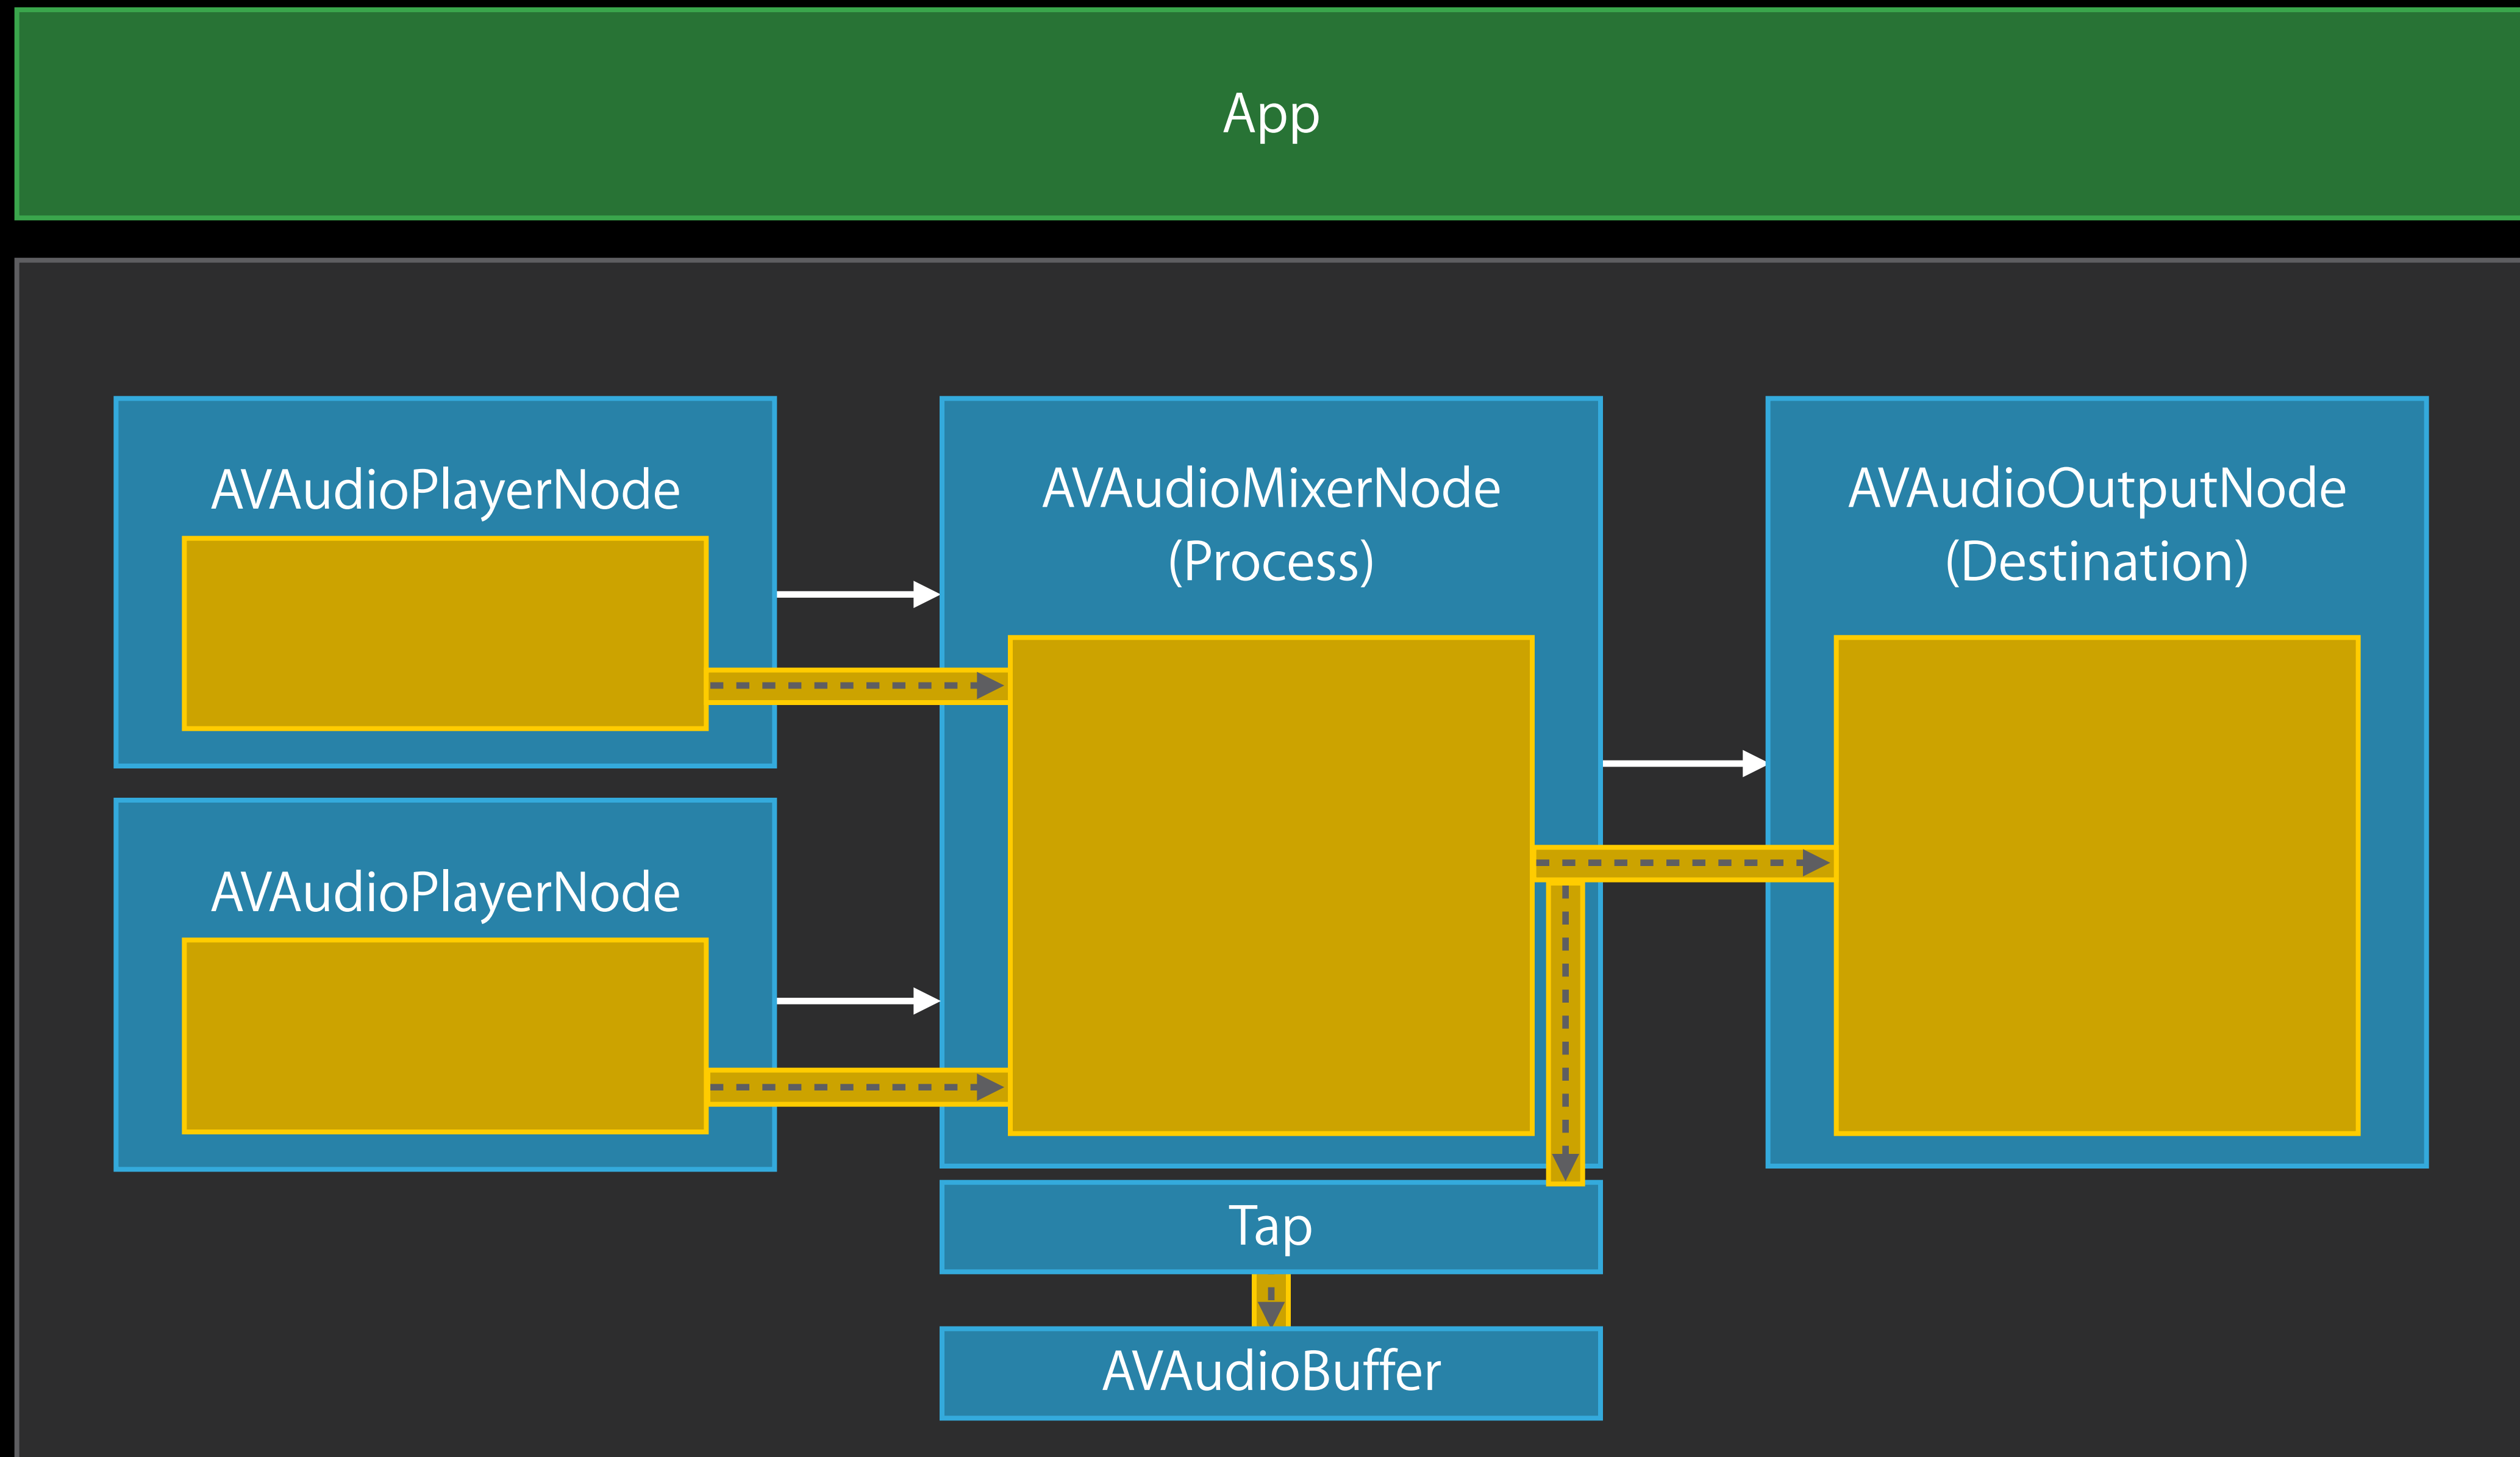 App
AVAudioPlayerNode
AVAudioMixerNode
(Process)
AVAudioOutputNode
(Destination)
AVAudioPlayerNode
Tap
AVAudioBuffer